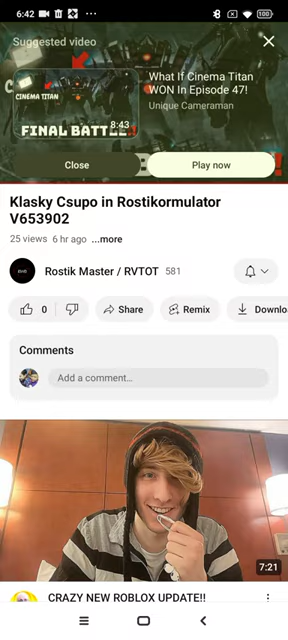 6:42
100
Suggested video
CINEMA TITAN
FINAL BATTLE!
8:43
What If Cinema Titan
WON In Episode 47!
Unique Cameraman
Close
Play now
Klasky Csupo in Rostikormulator
V653902
25 views 6 hr ago ...more
Rostik Master / RVTOT 581
0
Share
Remix
Downlo
Comments
Add a comment...
7:21
CRAZY NEW ROBLOX UPDATE!!